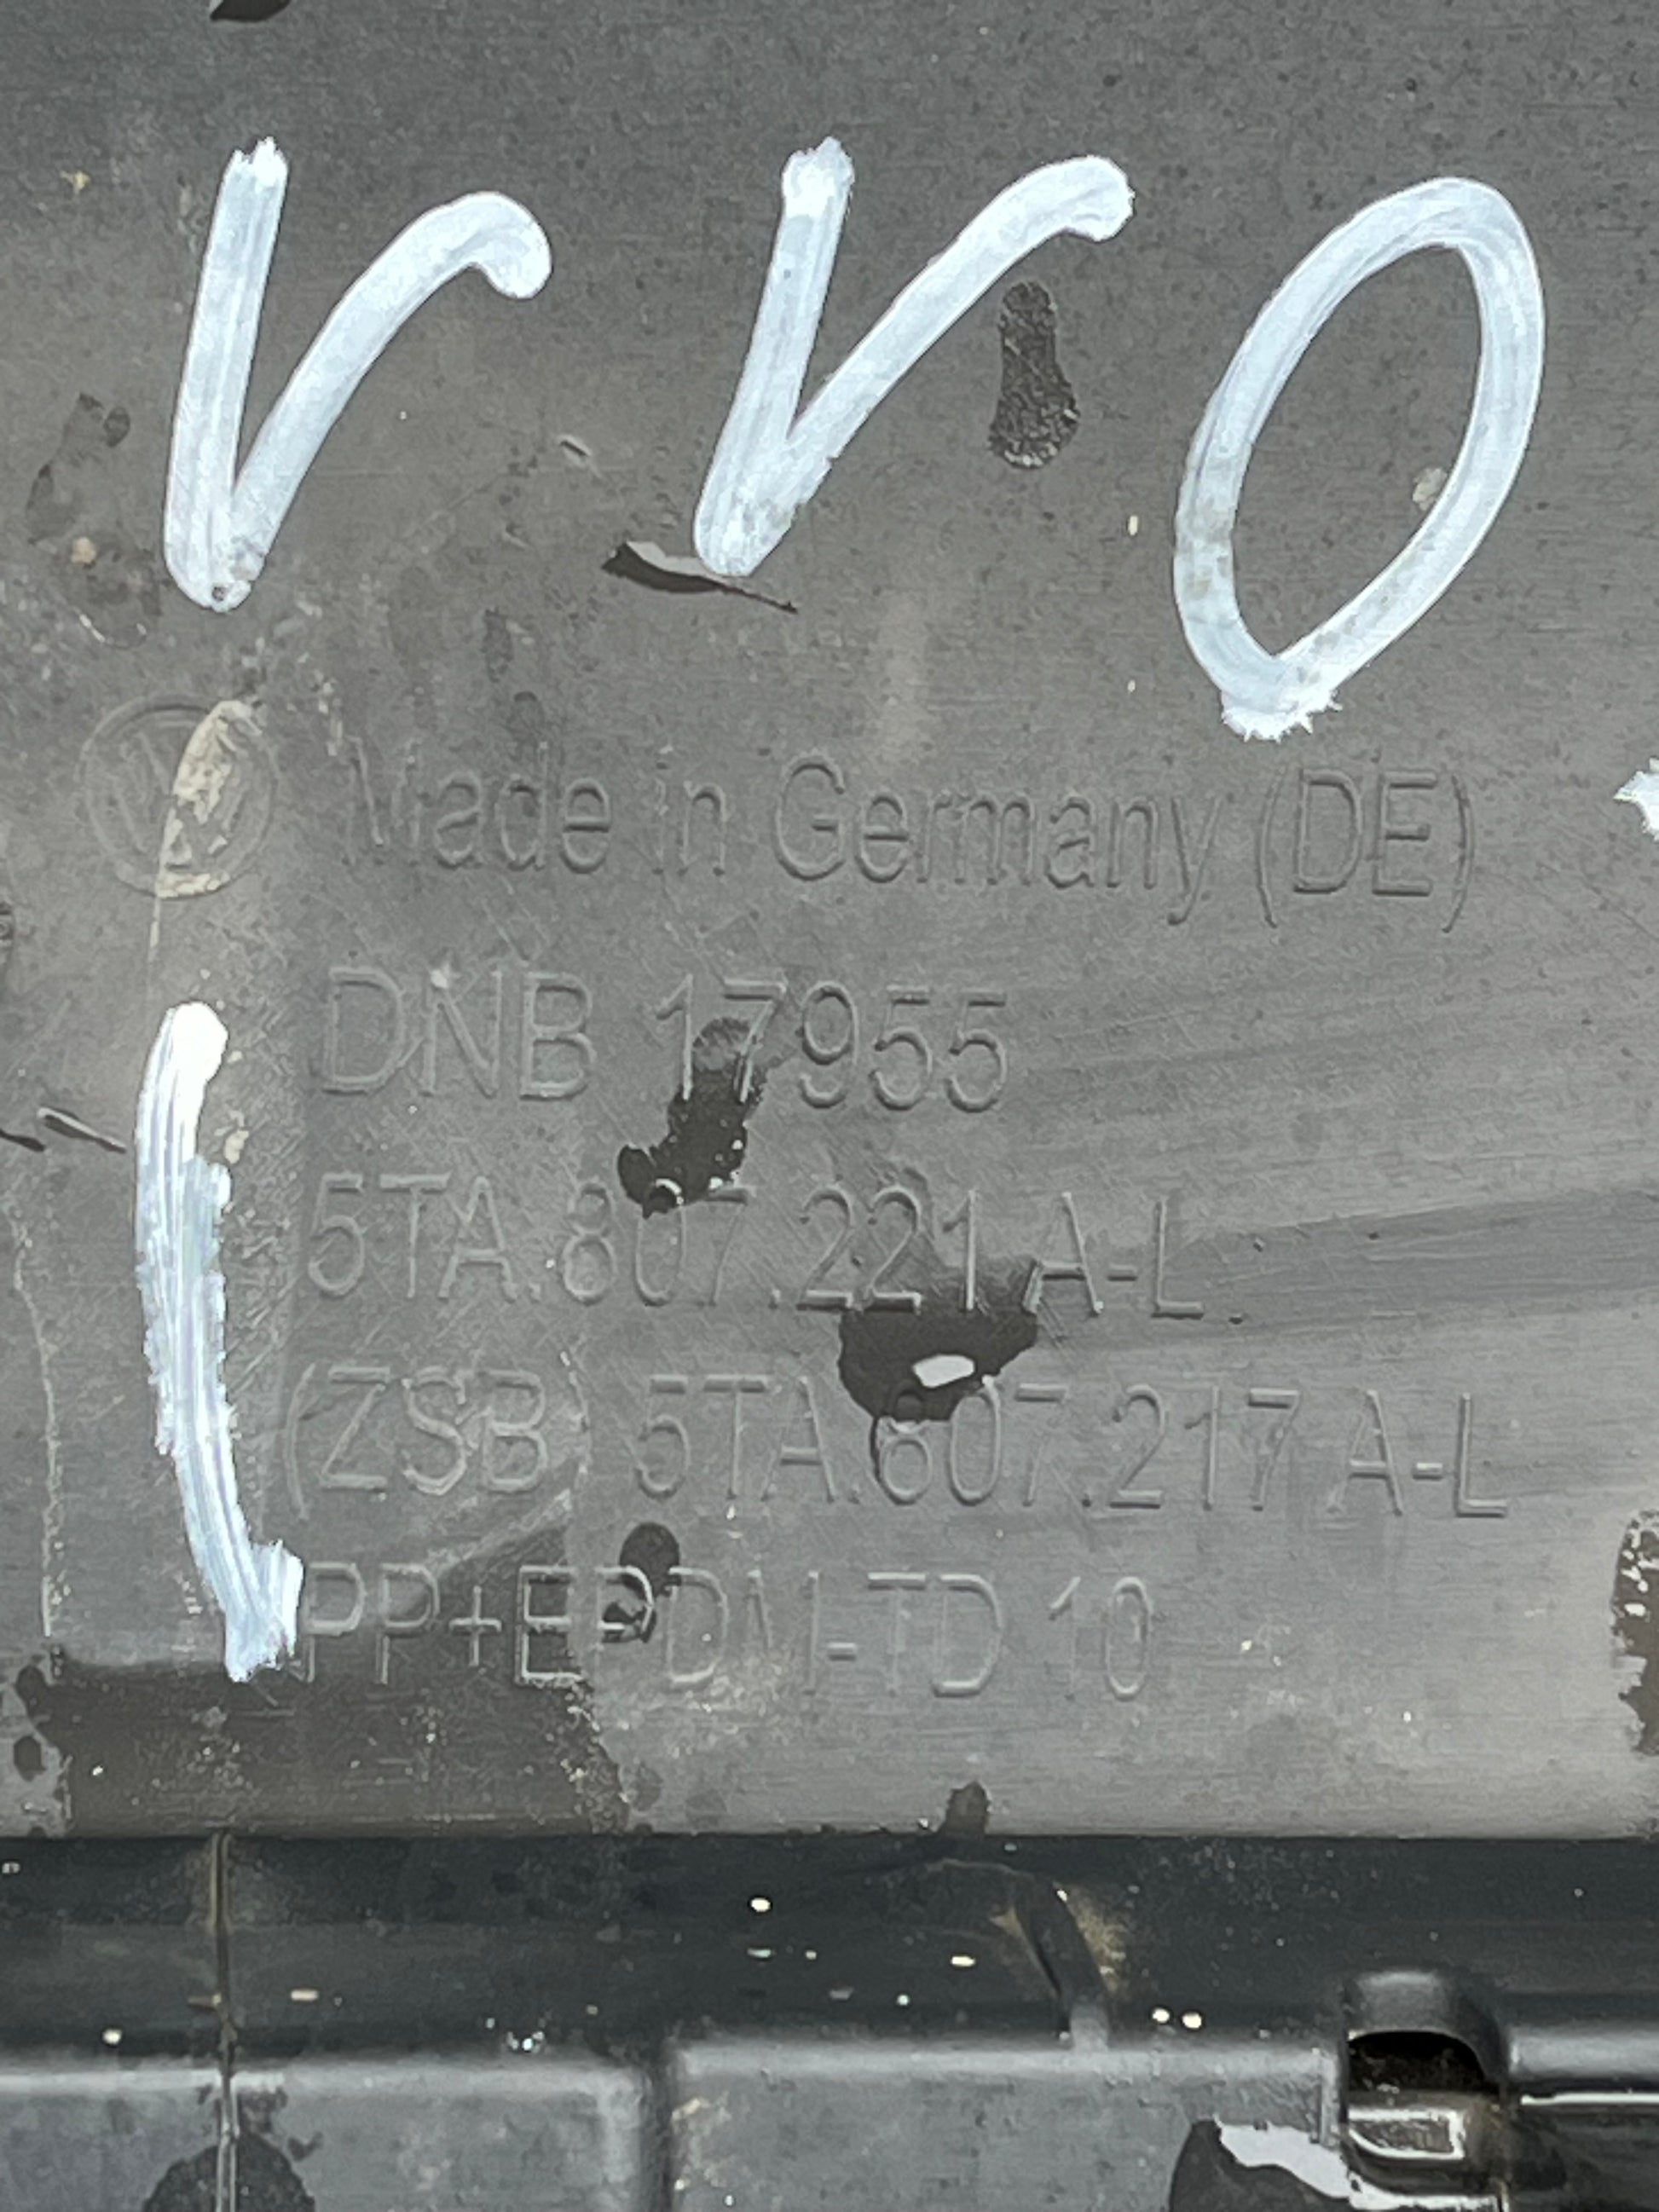 Made in Germany (DE)
DNB 17955
5TA.807.221 A-L
(ZSB) 5TA.807.217 A-L
PP+EPDM-TD 10